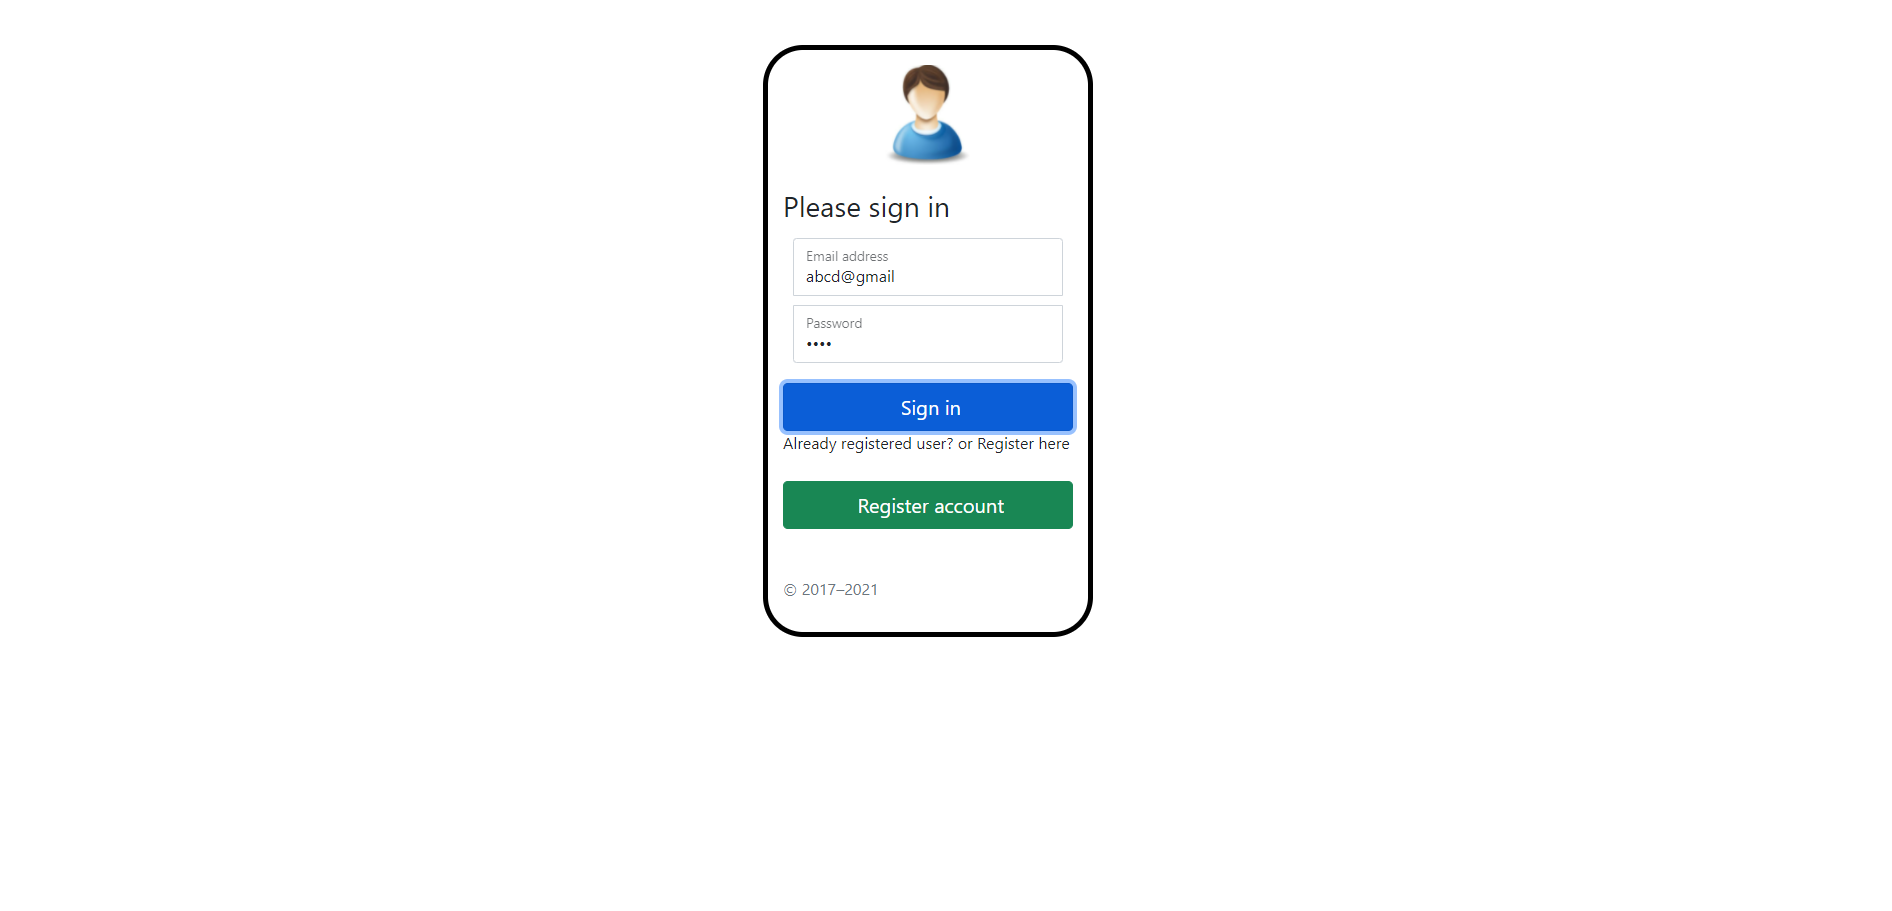 Please sign in
Email address
abcd@gmail
Password
••••
Sign in
Already registered user? or Register here
Register account
© 2017–2021